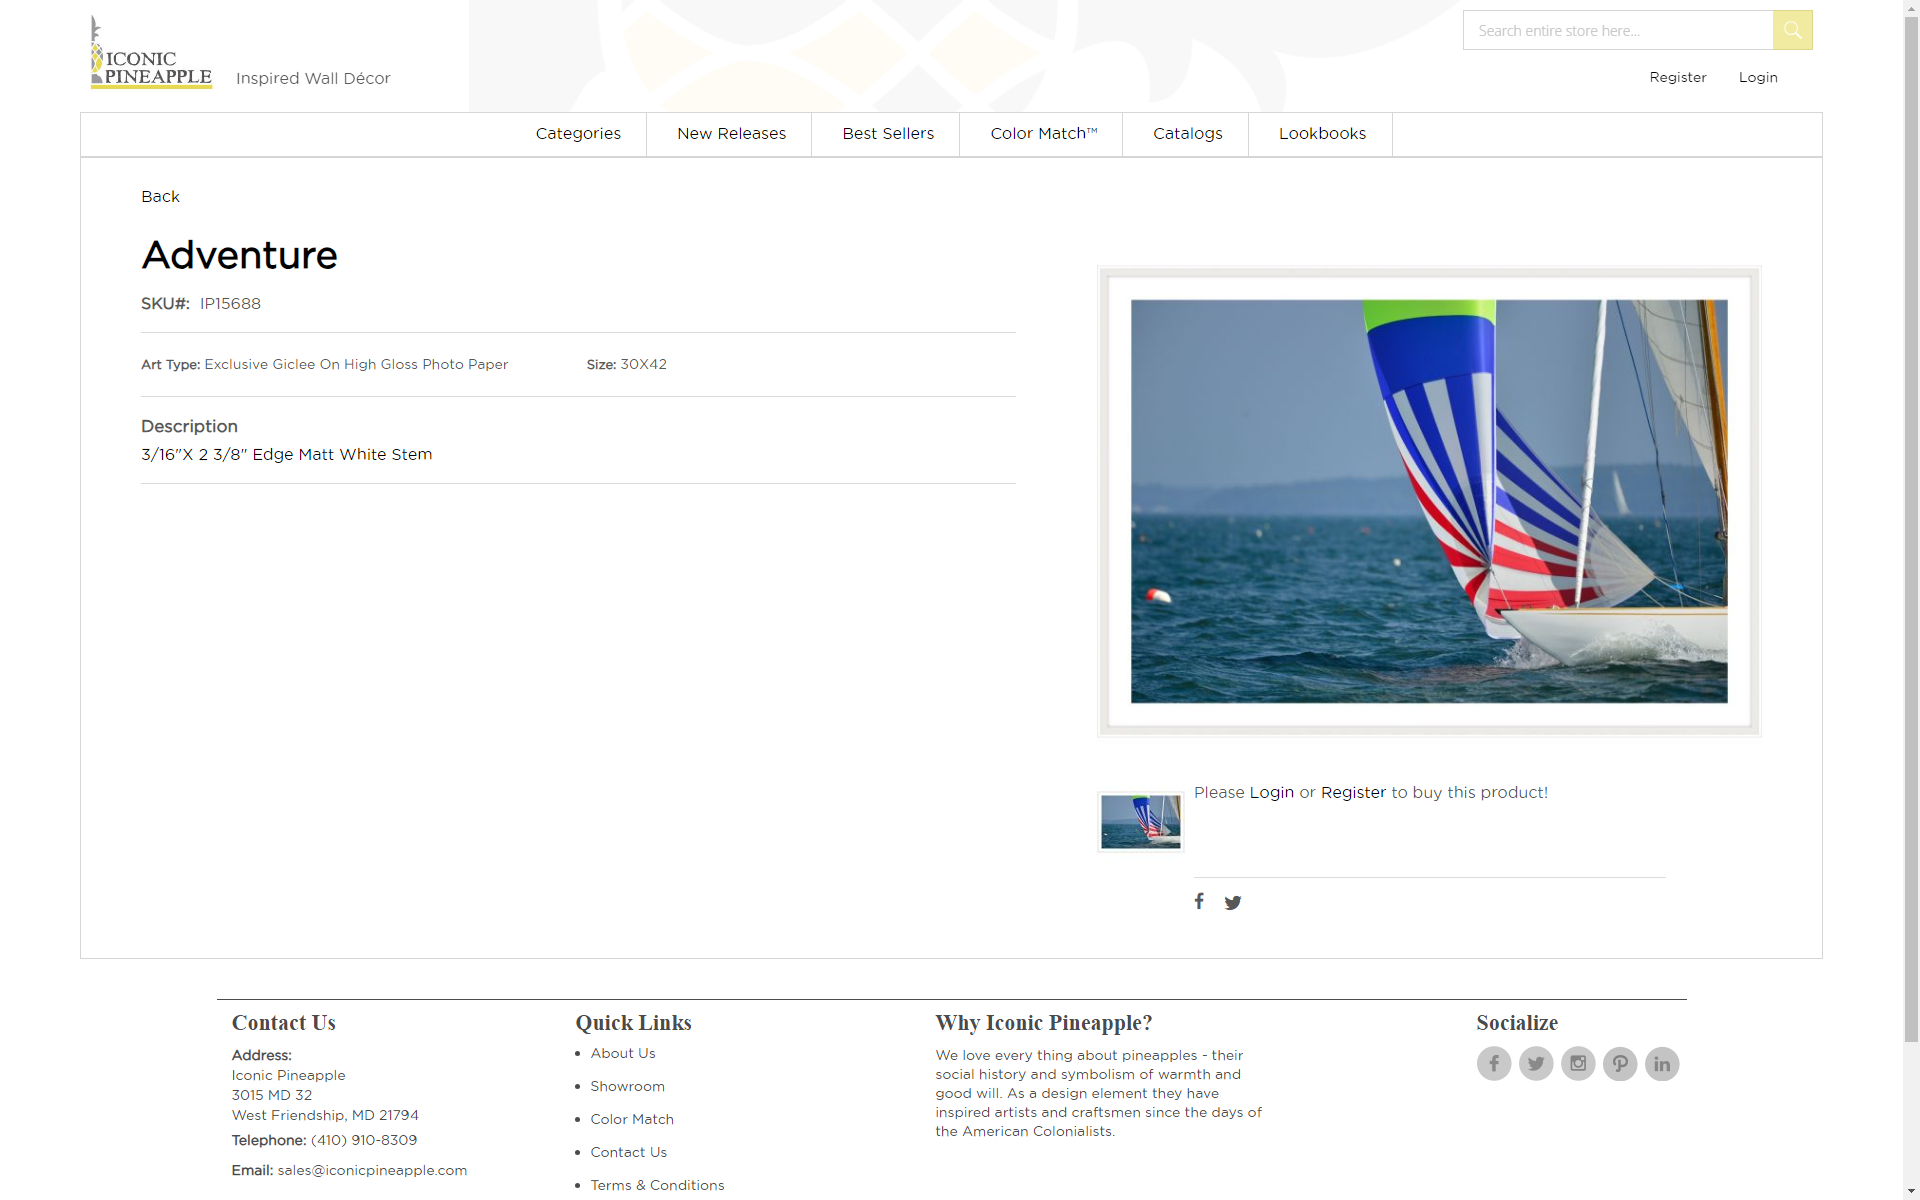 ICONIC
PINEAPPLE
Inspired Wall Décor
Search entire store here...
Register Login
Categories New Releases Best Sellers Color Match™ Catalogs Lookbooks
Back
Adventure
SKU#: IP15688
Art Type: Exclusive Giclee On High Gloss Photo Paper Size: 30X42
Description
3/16"X 2 3/8" Edge Matt White Stem
Please Login or Register to buy this product!
Contact Us
Address:
Iconic Pineapple
3015 MD 32
West Friendship, MD 21794
Telephone: (410) 910-8309
Email: sales@iconicpineapple.com
Quick Links
About Us
Showroom
Color Match
Contact Us
Terms & Conditions
Why Iconic Pineapple?
We love every thing about pineapples - their
social history and symbolism of warmth and
good will. As a design element they have
inspired artists and craftsmen since the days of
the American Colonialists.
Socialize